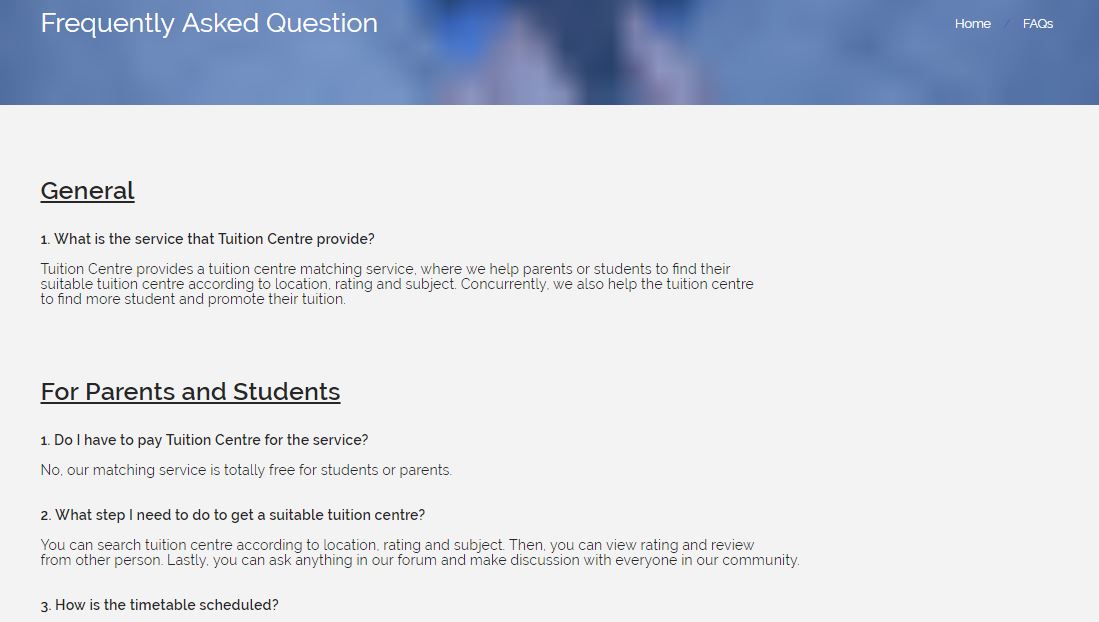 Frequently Asked Question
Home / FAQs
General
1. What is the service that Tuition Centre provide?
Tuition Centre provides a tuition centre matching service, where we help parents or students to find their
suitable tuition centre according to location, rating and subject. Concurrently, we also help the tuition centre
to find more student and promote their tuition.
For Parents and Students
1. Do I have to pay Tuition Centre for the service?
No, our matching service is totally free for students or parents.
2. What step I need to do to get a suitable tuition centre?
You can search tuition centre according to location, rating and subject. Then, you can view rating and review
from other person. Lastly, you can ask anything in our forum and make discussion with everyone in our community.
3. How is the timetable scheduled?